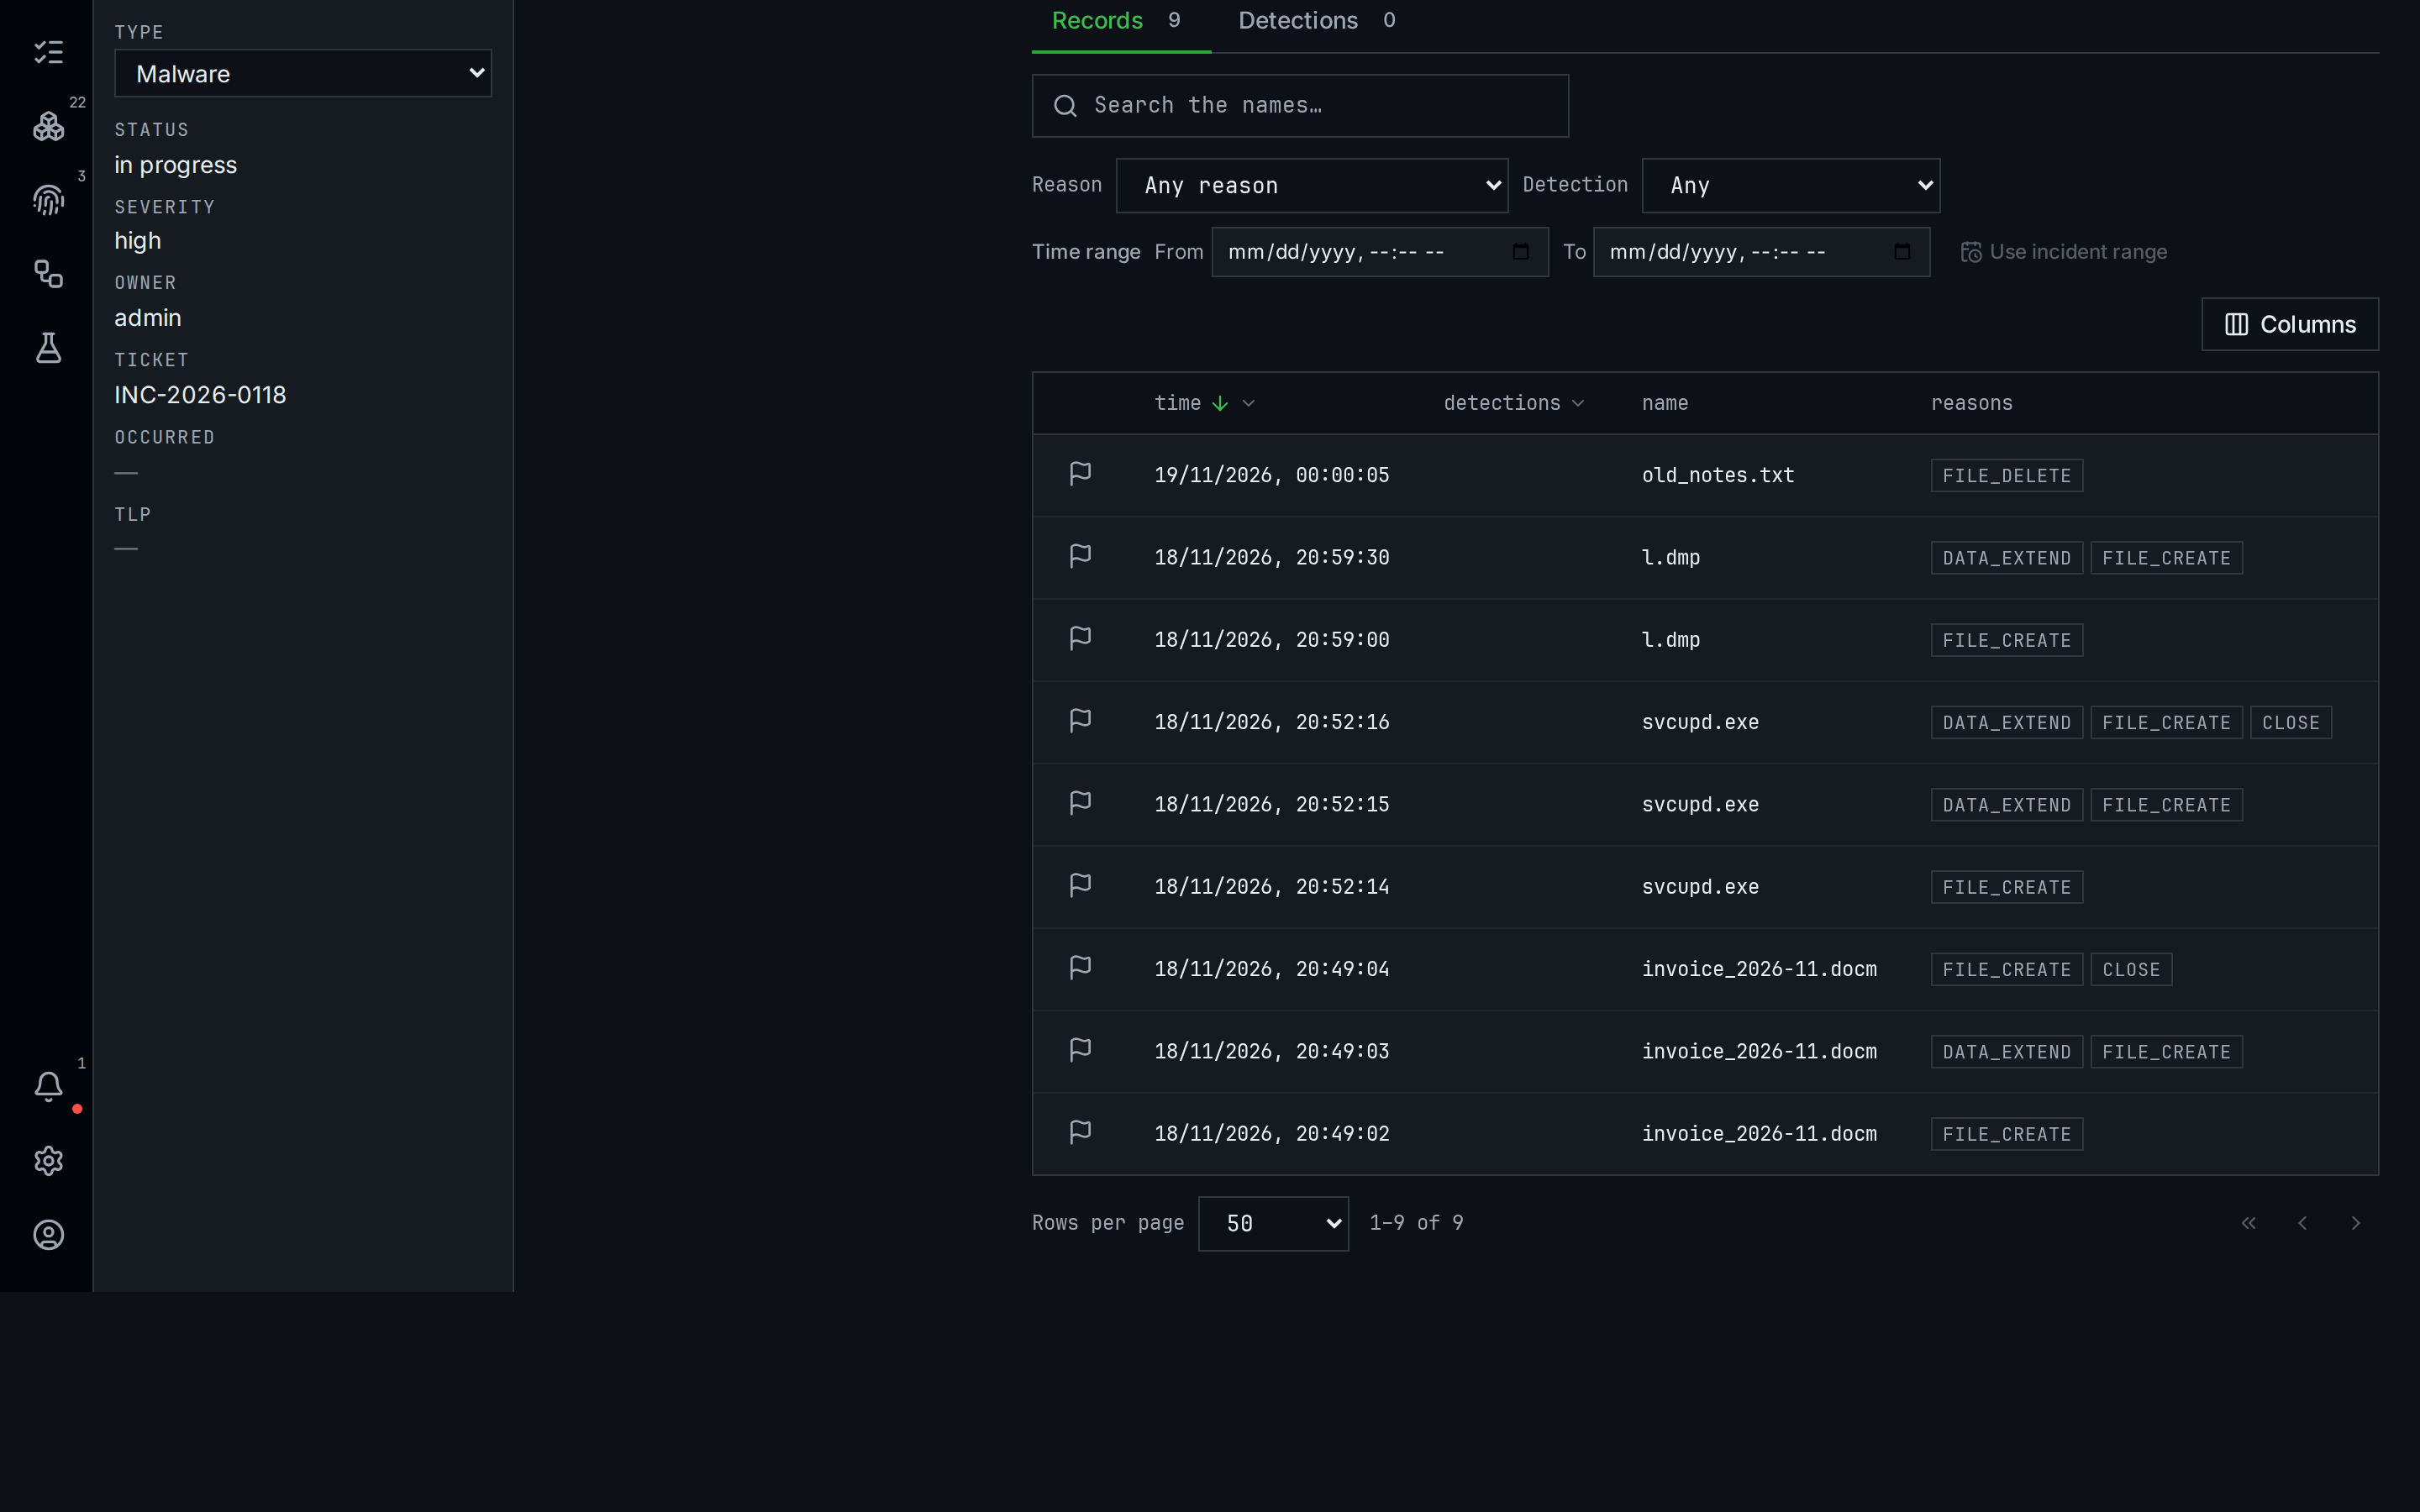 22
3
1
TYPE
Malware
STATUS
in progress
SEVERITY
high
OWNER
admin
TICKET
INC-2026-0118
OCCURRED
—
TLP
—
Records 9 Detections 0
Search the names…
Reason Any reason Detection Any
Time range From mm/dd/yyyy, --:-- -- To mm/dd/yyyy, --:-- -- Use incident range
Columns
time detections name reasons
19/11/2026, 00:00:05 old_notes.txt FILE_DELETE
18/11/2026, 20:59:30 l.dmp DATA_EXTEND FILE_CREATE
18/11/2026, 20:59:00 l.dmp FILE_CREATE
18/11/2026, 20:52:16 svcupd.exe DATA_EXTEND FILE_CREATE CLOSE
18/11/2026, 20:52:15 svcupd.exe DATA_EXTEND FILE_CREATE
18/11/2026, 20:52:14 svcupd.exe FILE_CREATE
18/11/2026, 20:49:04 invoice_2026-11.docm FILE_CREATE CLOSE
18/11/2026, 20:49:03 invoice_2026-11.docm DATA_EXTEND FILE_CREATE
18/11/2026, 20:49:02 invoice_2026-11.docm FILE_CREATE
Rows per page 50 1–9 of 9